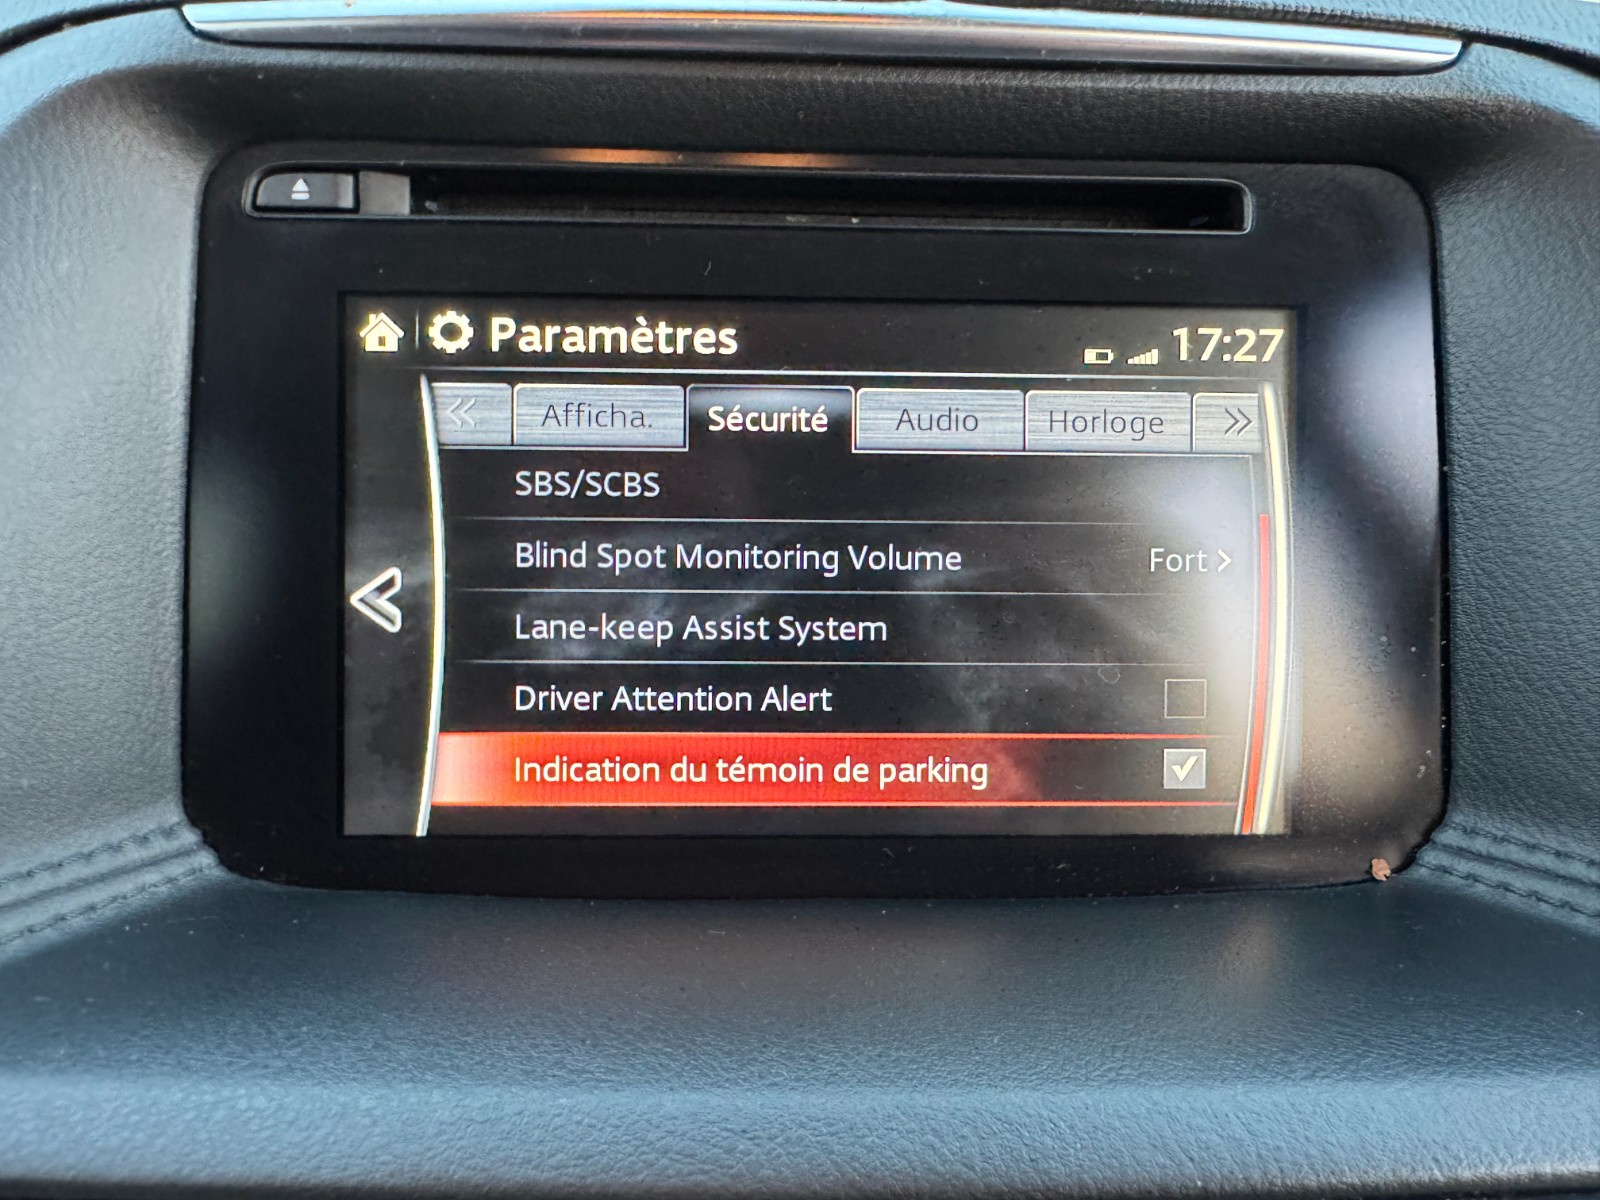 Paramètres
17:27
Afficha.
Sécurité
Audio
Horloge
SBS/SCBS
Blind Spot Monitoring Volume
Fort
Lane-keep Assist System
Driver Attention Alert
Indication du témoin de parking